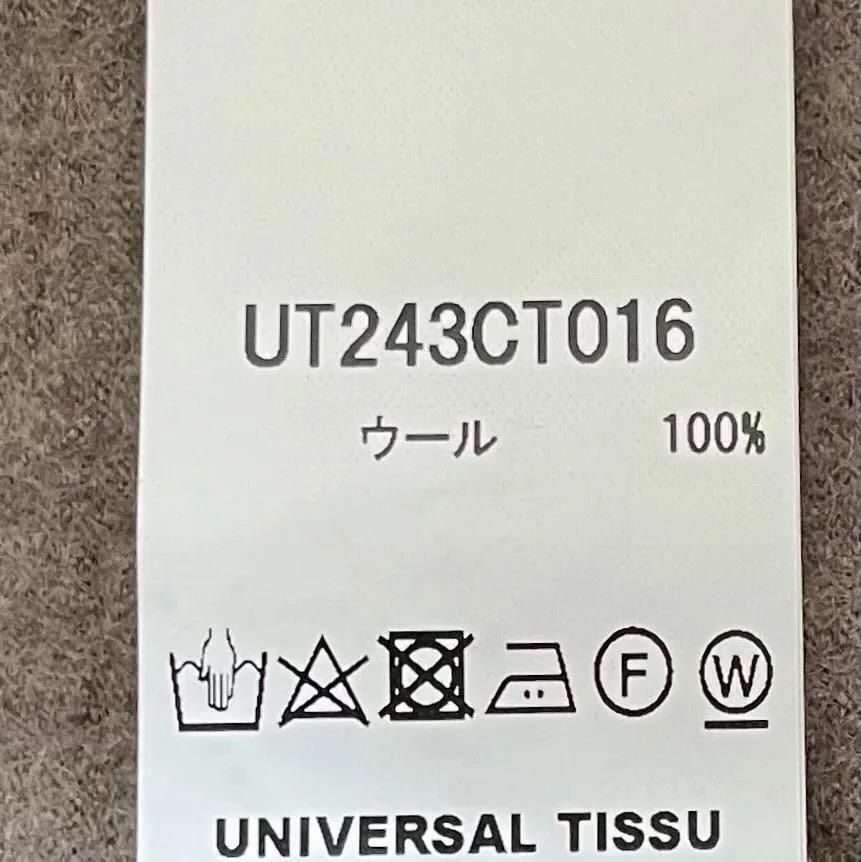 UT243CT016
ウール 100%
F W
UNIVERSAL TISSU